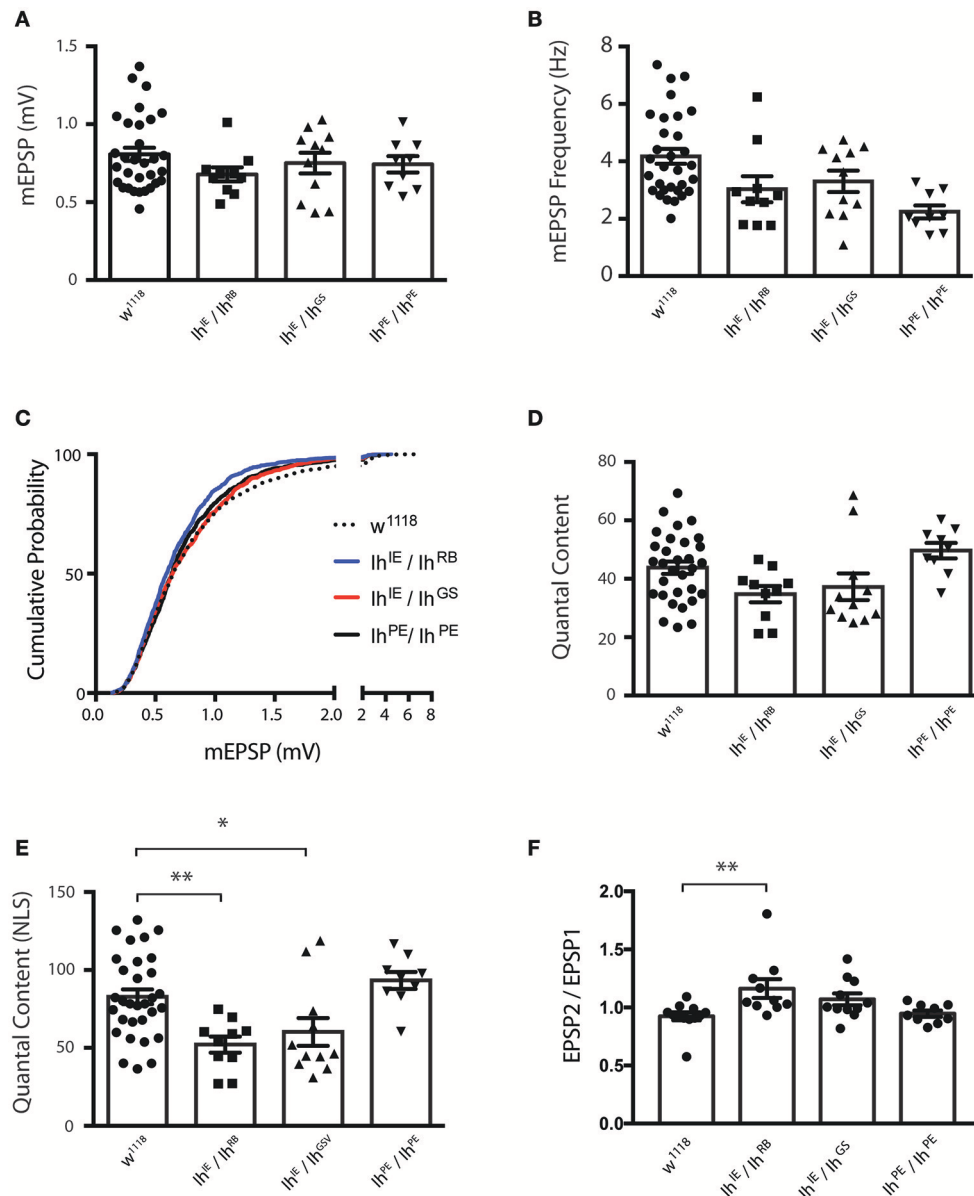 A
mEPSP (mV)
1.5
1.0
0.5
0
w1118
IhIE / IhRB
IhIE / IhGS
IhPE / IhPE
B
mEPSP Frequency (Hz)
8
6
4
2
0
w1118
IhIE / IhRB
IhIE / IhGS
IhPE / IhPE
C
Cumulative Probability
100
50
0
0.0 0.5 1.0 1.5 2.0 2 4 6 8
mEPSP (mV)
w1118
IhIE / IhRB
IhIE / IhGS
IhPE/ Ih PE
D
Quantal Content
80
60
40
20
0
w1118
IhIE / IhRB
IhIE / IhGS
IhPE / IhPE
E
Quantal Content (NLS)
150
100
50
0
*
**
w1118
IhIE / IhRB
IhIE / IhGSV
IhPE / IhPE
F
EPSP2 / EPSP1
2.0
1.5
1.0
0.5
0.0
**
w1118
IhIE / IhRB
IhIE / IhGS
IhPE / IhPE